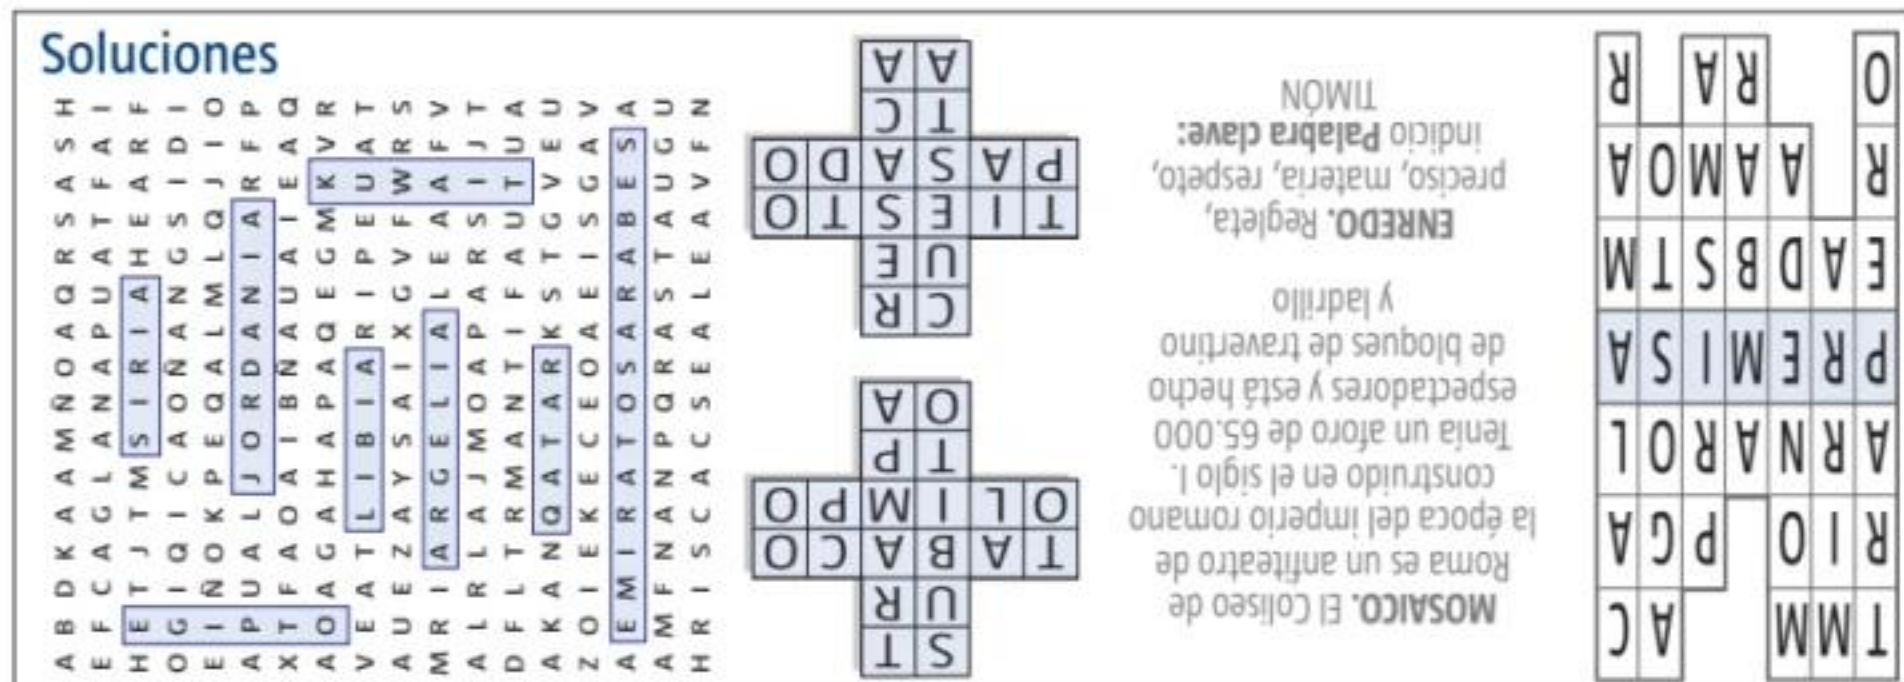 Soluciones
A B D K A A M Ñ O A Q R S A S H
E F C A G L A N A P U A T F A I
H E T J T M S I R I A H E A R F
O G I Q I C A O Ñ A N G S I D I
E I Ñ O K P E Q A L M L Q J I O
A P U A L J O R D A N I A R F P
X T F A O A I B N A U A I E A Q
A O A G A H A P A Q E G M K V R
V E A T L I B I A R I P E U A T
A U E Z A Y S A I X G V F W R S
M R I A R G E L I A L E A A F V
A L R L A J M O A P A R S I J T
D F L T R M A N T I F A U T U A
A K A N Q A T A R K S T G V E U
Z O I E K E C E O A E I S G A V
A E M I R A T O S A R A B E S A
A M F N A N P Q R A S T A U G U
H R I S C A C S E A L E A V F N
C R
U E
T I E S T O
P A S A D O
T C
A A
S T
U R
T A B A C O
O L I M P O
T P
O A
MOSAICO. El Coliseo de
Roma es un anfiteatro de
la época del imperio romano
construido en el siglo I.
Tenía un aforo de 65.000
espectadores y está hecho
de bloques de travertino
y ladrillo
ENREDO. Regleta,
preciso, materia, respeto,
indicio Palabra clave:
TIMÓN
T M M A C
R I O P G A
A R N A R O L
P R E M I S A
E A D B S T M
R A A M O A
O R A R